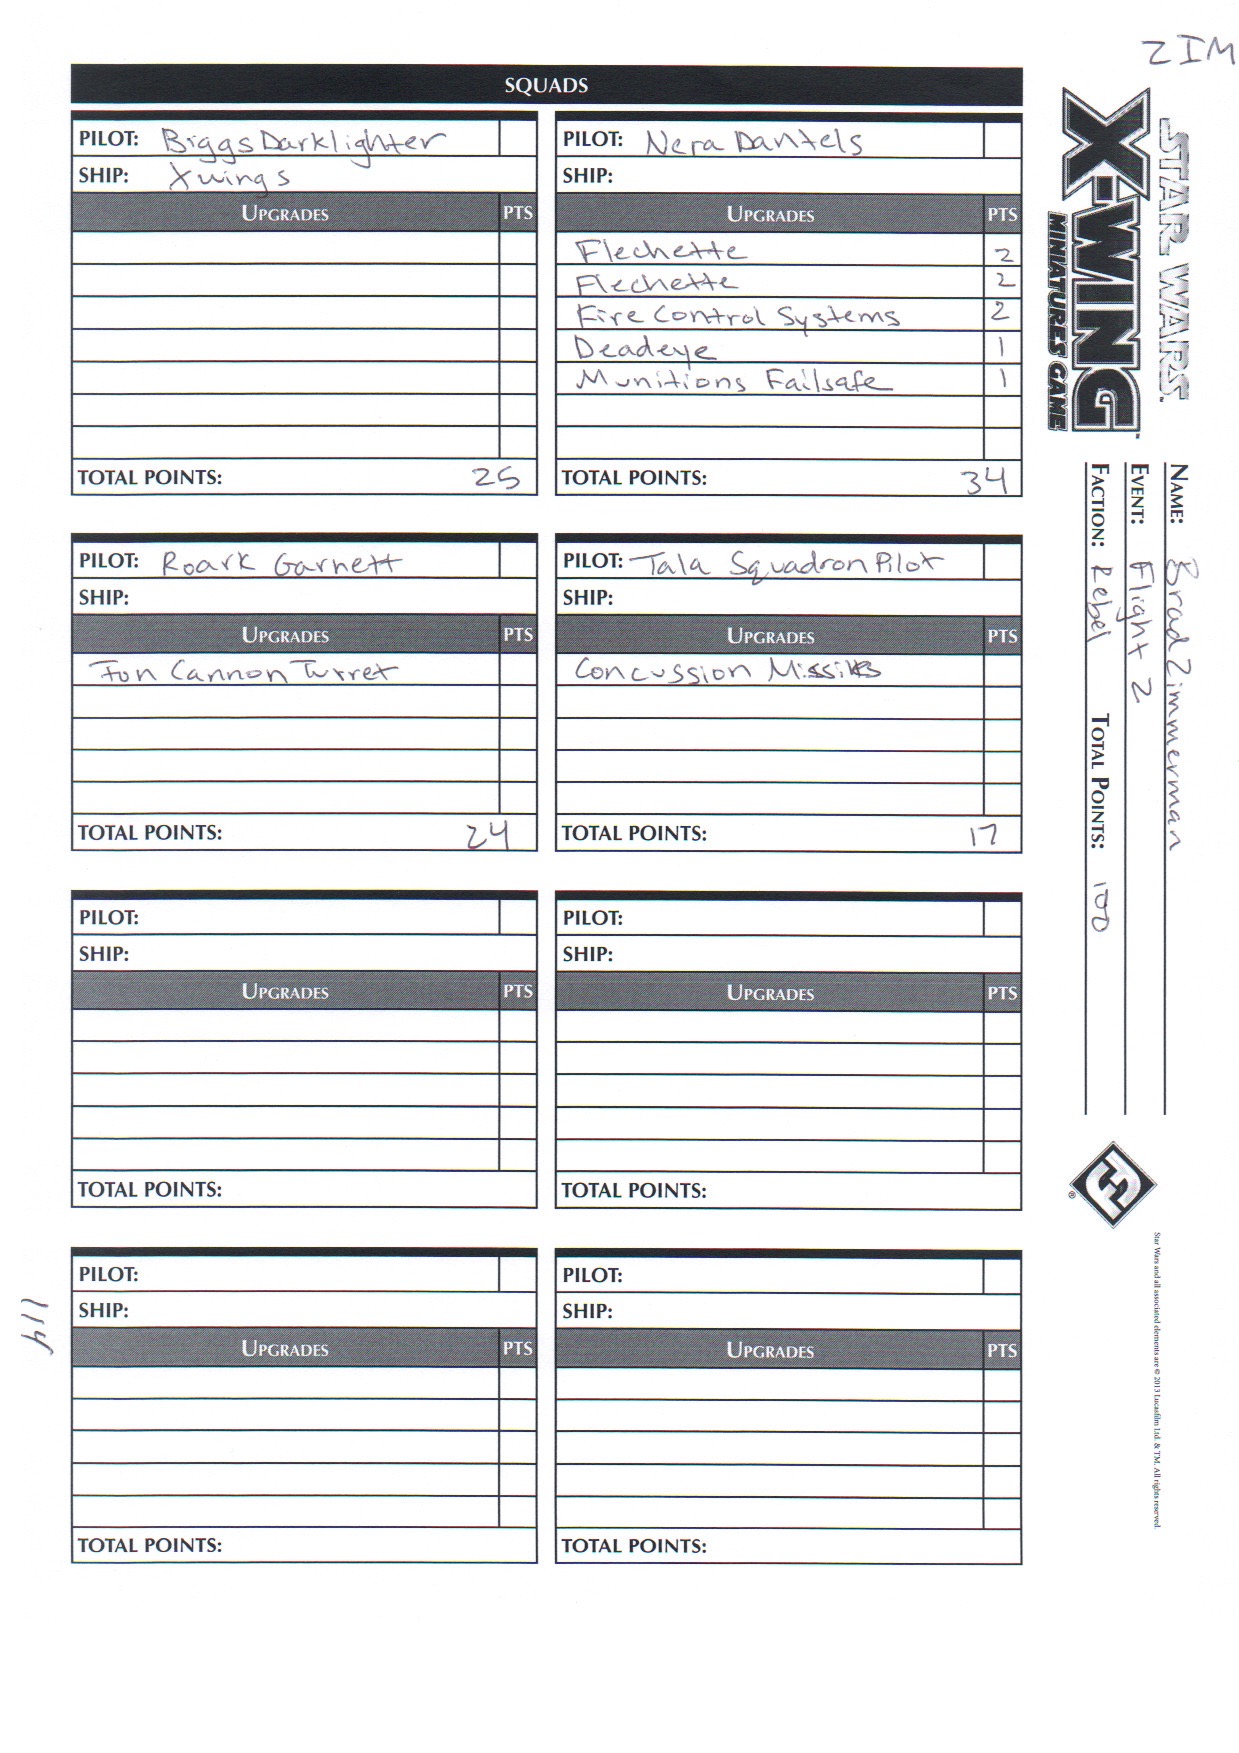 ZIM
SQUADS
PILOT: Biggs Darklighter
SHIP: Xwings
UPGRADES PTS
TOTAL POINTS: 25
PILOT: Nera Dantels
SHIP:
UPGRADES PTS
Flechette 2
Flechette 2
Fire Control Systems 2
Deadeye 1
Munitions Failsafe 1
TOTAL POINTS: 34
PILOT: Roark Garnett
SHIP:
UPGRADES PTS
Ion Cannon Turret
TOTAL POINTS: 24
PILOT: Tala Squadron Pilot
SHIP:
UPGRADES PTS
Concussion Missiles
TOTAL POINTS: 17
PILOT:
SHIP:
UPGRADES PTS
TOTAL POINTS:
PILOT:
SHIP:
UPGRADES PTS
TOTAL POINTS:
PILOT:
SHIP:
UPGRADES PTS
TOTAL POINTS:
PILOT:
SHIP:
UPGRADES PTS
TOTAL POINTS:
STAR WARS™
X-WING™
MINIATURES GAME
NAME: Brad Zimmerman
EVENT: Flight 2
FACTION: Rebel TOTAL POINTS: 100
®
Star Wars and all associated elements are © 2013 Lucasfilm Ltd. & TM. All rights reserved.
114